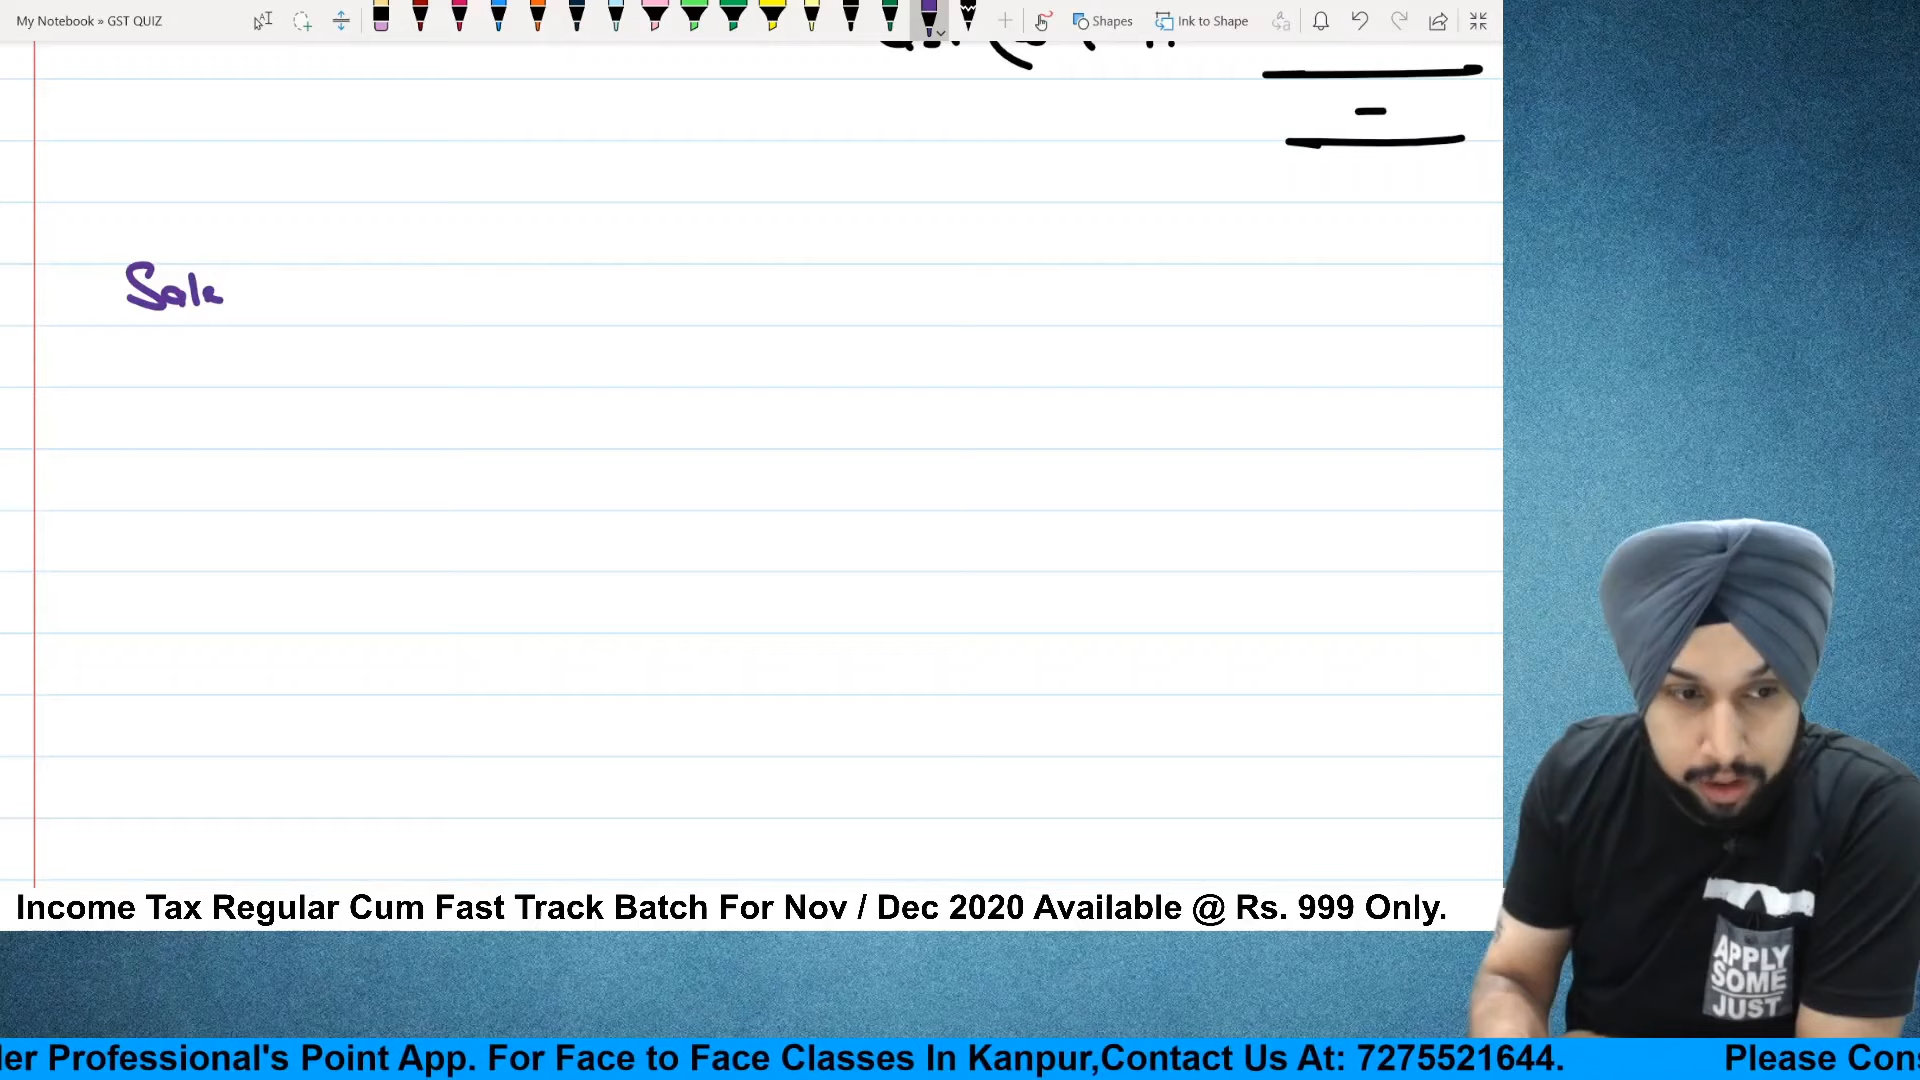 My Notebook » GST QUIZ
Shapes
Ink to Shape
Sale
Income Tax Regular Cum Fast Track Batch For Nov / Dec 2020 Available @ Rs. 999 Only.
APPLY
SOME
JUST
ler Professional's Point App. For Face to Face Classes In Kanpur,Contact Us At: 7275521644. Please Cons